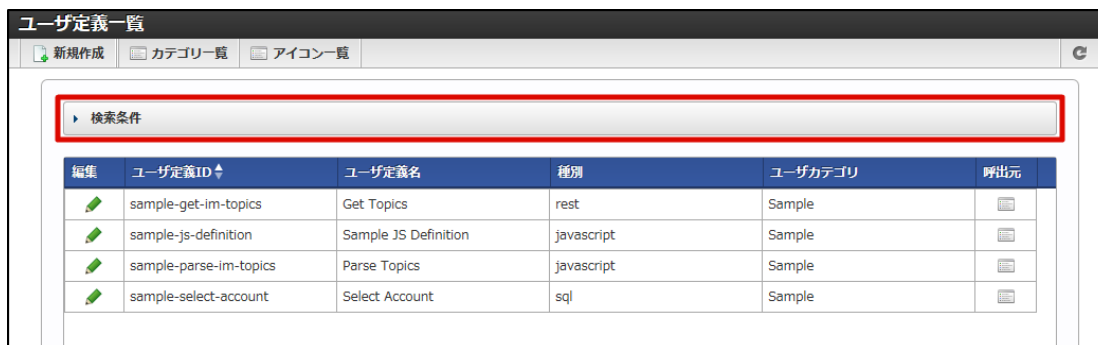 ユーザ定義一覧
新規作成 カテゴリ一覧 アイコン一覧
検索条件
編集 ユーザ定義ID ユーザ定義名 種別 ユーザカテゴリ 呼出元
sample-get-im-topics Get Topics rest Sample
sample-js-definition Sample JS Definition javascript Sample
sample-parse-im-topics Parse Topics javascript Sample
sample-select-account Select Account sql Sample